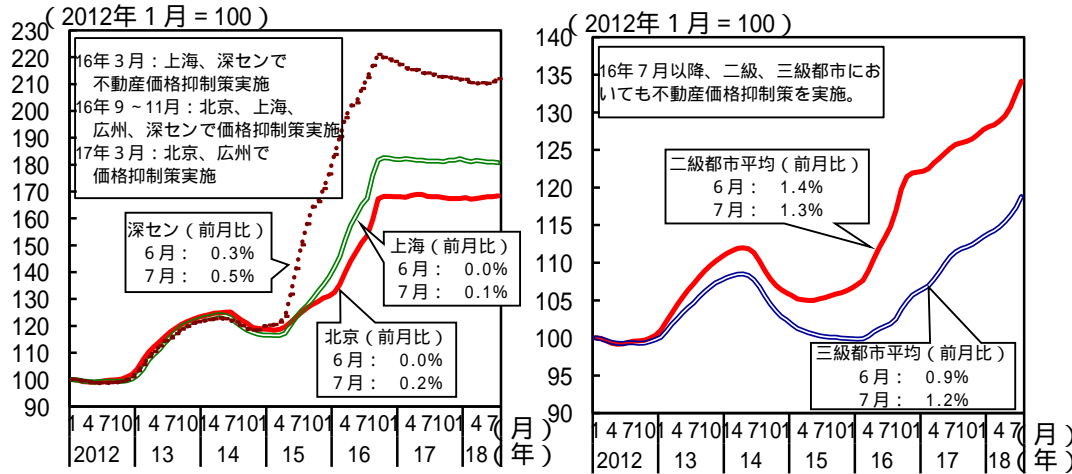 (2012年1月=100)
230
220
210
200
190
180
170
160
150
140
130
120
110
100
90
16年3月：上海、深センで
不動産価格抑制策実施
16年9~11月：北京、上海、
広州、深センで価格抑制策実施
17年3月：北京、広州で
価格抑制策実施
深セン(前月比)
6月： 0.3%
7月： 0.5%
上海(前月比)
6月： 0.0%
7月： 0.1%
北京(前月比)
6月： 0.0%
7月： 0.2%
1 4 7 10 1 4 7 10 1 4 7 10 1 4 7 10 1 4 7 10 1 4 7 10 1 4 7 (月)
2012 13 14 15 16 17 18 (年)
(2012年1月=100)
140
135
130
125
120
115
110
105
100
95
90
16年7月以降、二級、三級都市にお
いても不動産価格抑制策を実施。
二級都市平均(前月比)
6月： 1.4%
7月： 1.3%
三級都市平均(前月比)
6月： 0.9%
7月： 1.2%
1 4 7 10 1 4 7 10 1 4 7 10 1 4 7 10 1 4 7 10 1 4 7 10 1 4 7 (月)
2012 13 14 15 16 17 18 (年)